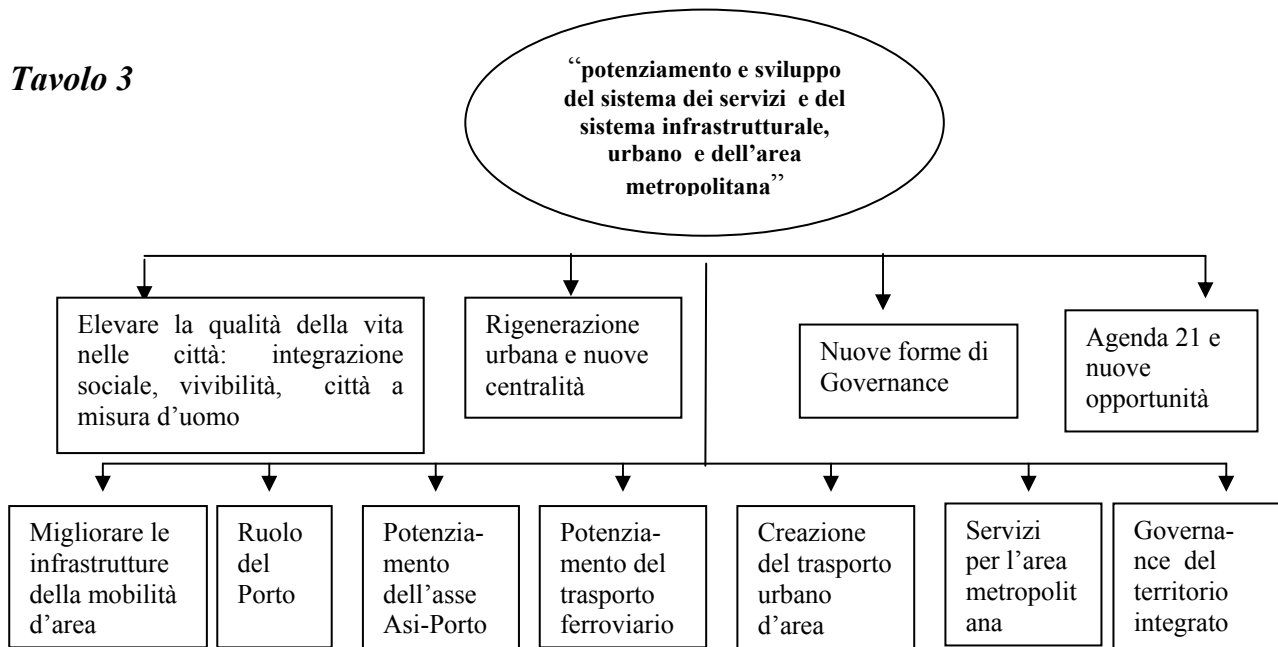 Tavolo 3
“potenziamento e sviluppo
del sistema dei servizi e del
sistema infrastrutturale,
urbano e dell’area
metropolitana”
Elevare la qualità della vita
nelle città: integrazione
sociale, vivibilità, città a
misura d’uomo
Rigenerazione
urbana e nuove
centralità
Nuove forme di
Governance
Agenda 21 e
nuove
opportunità
Migliorare le
infrastrutture
della mobilità
d’area
Ruolo
del
Porto
Potenzia-
mento
dell’asse
Asi-Porto
Potenzia-
mento del
trasporto
ferroviario
Creazione
del trasporto
urbano
d’area
Servizi
per l’area
metropolit
ana
Governa-
nce del
territorio
integrato